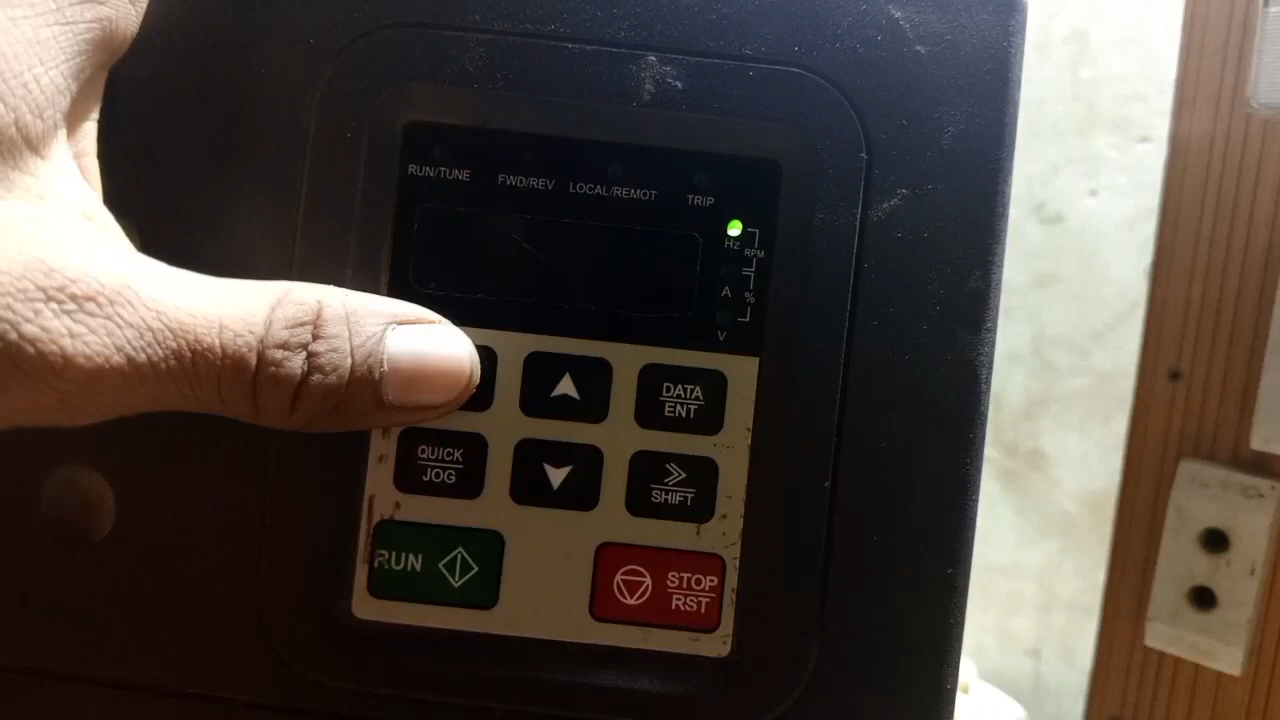 RUN/TUNE FWD/REV LOCAL/REMOT TRIP
Hz
RPM
A %
V
DATA
ENT
QUICK
JOG
SHIFT
RUN
STOP
RST